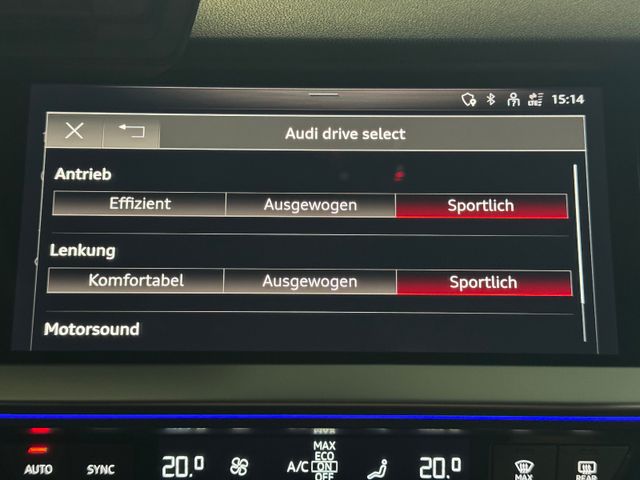 LTE 15:14
Audi drive select
Antrieb
Effizient Ausgewogen Sportlich
Lenkung
Komfortabel Ausgewogen Sportlich
Motorsound
MAX
ECO
AUTO SYNC 20.0 A/C ON 20.0 MAX REAR
OFF